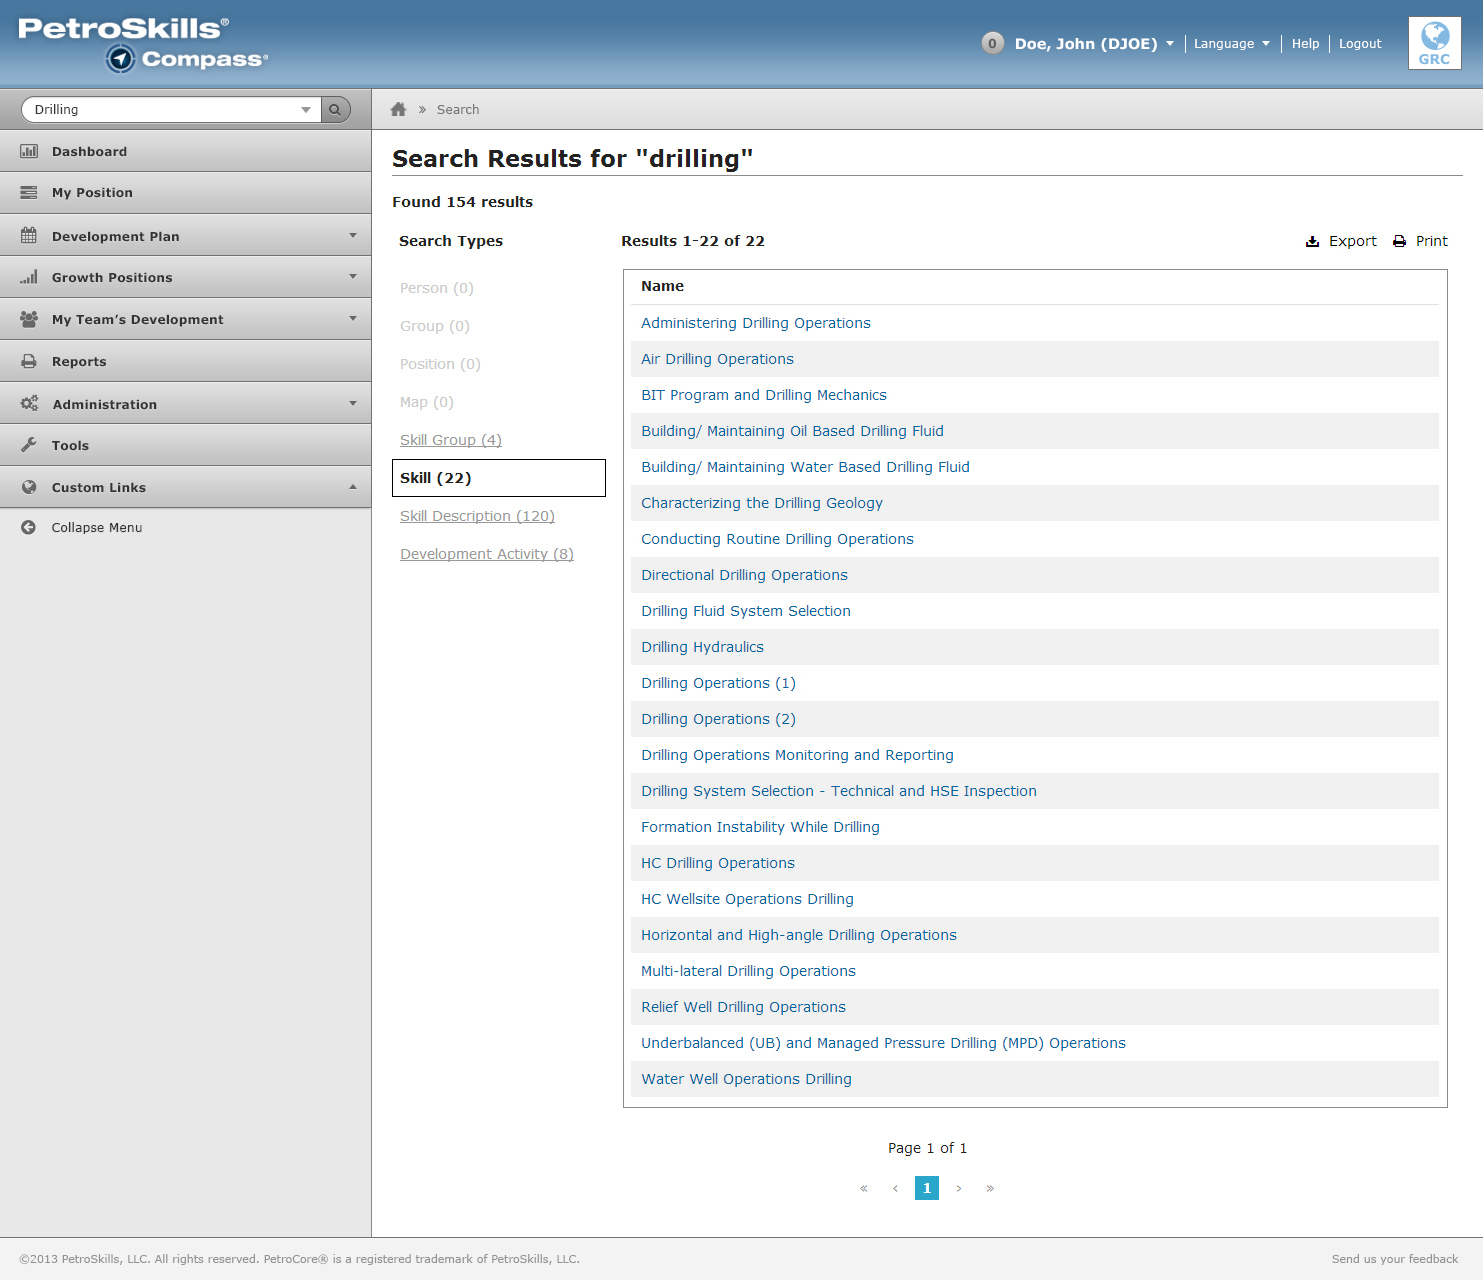 PetroSkills®
Compass®
0 Doe, John (DJOE) Language Help Logout
GRC
Drilling
» Search
Dashboard
My Position
Development Plan
Growth Positions
My Team’s Development
Reports
Administration
Tools
Custom Links
Collapse Menu
Search Results for "drilling"
Found 154 results
Search Types
Person (0)
Group (0)
Position (0)
Map (0)
Skill Group (4)
Skill (22)
Skill Description (120)
Development Activity (8)
Results 1-22 of 22
Export Print
Name
Administering Drilling Operations
Air Drilling Operations
BIT Program and Drilling Mechanics
Building/ Maintaining Oil Based Drilling Fluid
Building/ Maintaining Water Based Drilling Fluid
Characterizing the Drilling Geology
Conducting Routine Drilling Operations
Directional Drilling Operations
Drilling Fluid System Selection
Drilling Hydraulics
Drilling Operations (1)
Drilling Operations (2)
Drilling Operations Monitoring and Reporting
Drilling System Selection - Technical and HSE Inspection
Formation Instability While Drilling
HC Drilling Operations
HC Wellsite Operations Drilling
Horizontal and High-angle Drilling Operations
Multi-lateral Drilling Operations
Relief Well Drilling Operations
Underbalanced (UB) and Managed Pressure Drilling (MPD) Operations
Water Well Operations Drilling
Page 1 of 1
« ‹ 1 › »
©2013 PetroSkills, LLC. All rights reserved. PetroCore® is a registered trademark of PetroSkills, LLC.
Send us your feedback